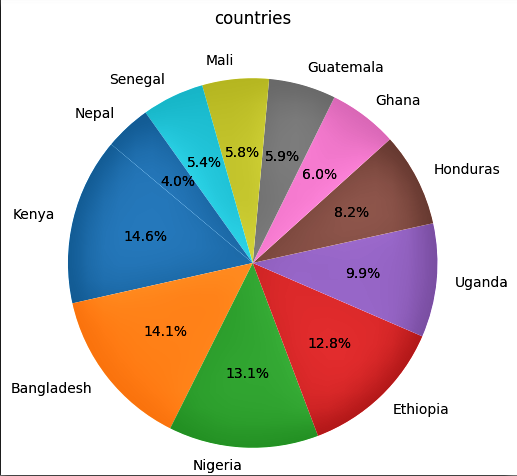 countries
Mali
Guatemala
Senegal
Ghana
Nepal
5.8%
5.9%
5.4%
6.0%
4.0%
Honduras
Kenya
14.6%
8.2%
9.9%
Uganda
14.1%
12.8%
13.1%
Bangladesh
Ethiopia
Nigeria